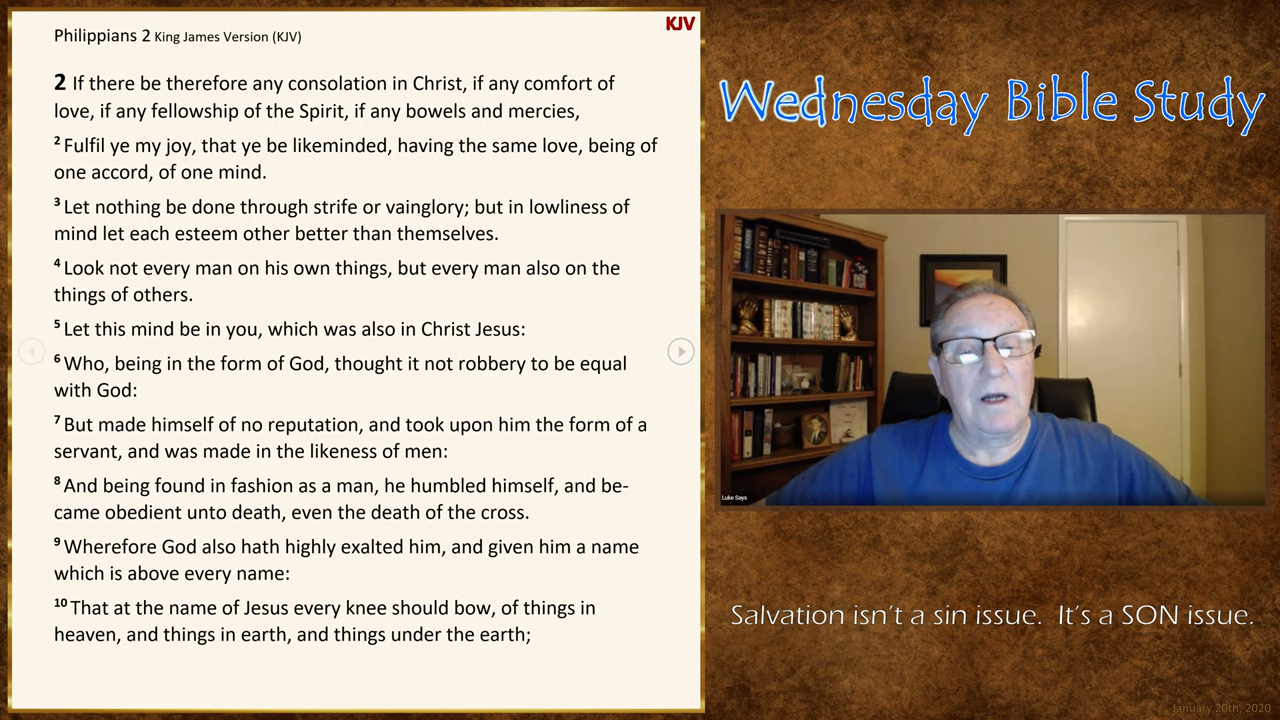 KJV
Philippians 2 King James Version (KJV)
2 If there be therefore any consolation in Christ, if any comfort of
love, if any fellowship of the Spirit, if any bowels and mercies,
2 Fulfil ye my joy, that ye be likeminded, having the same love, being of
one accord, of one mind.
3 Let nothing be done through strife or vainglory; but in lowliness of
mind let each esteem other better than themselves.
4 Look not every man on his own things, but every man also on the
things of others.
5 Let this mind be in you, which was also in Christ Jesus:
6 Who, being in the form of God, thought it not robbery to be equal
with God:
7 But made himself of no reputation, and took upon him the form of a
servant, and was made in the likeness of men:
8 And being found in fashion as a man, he humbled himself, and be-
came obedient unto death, even the death of the cross.
9 Wherefore God also hath highly exalted him, and given him a name
which is above every name:
10 That at the name of Jesus every knee should bow, of things in
heaven, and things in earth, and things under the earth;
Wednesday Bible Study
Luke Says
Salvation isn't a sin issue. It's a SON issue.
January 20th, 2020